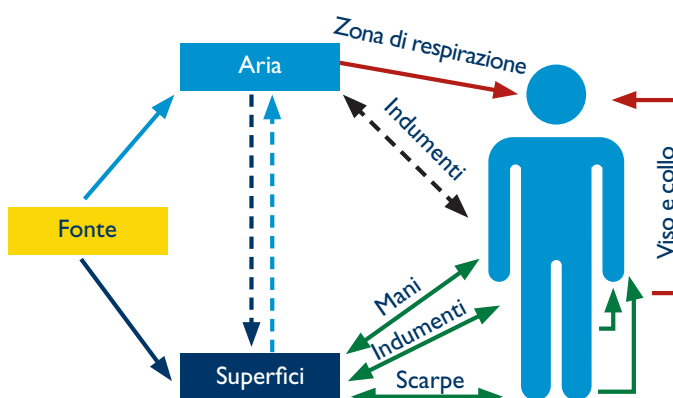 Zona di respirazione
Aria
Indumenti
Viso e collo
Fonte
Mani
Indumenti
Superfici
Scarpe